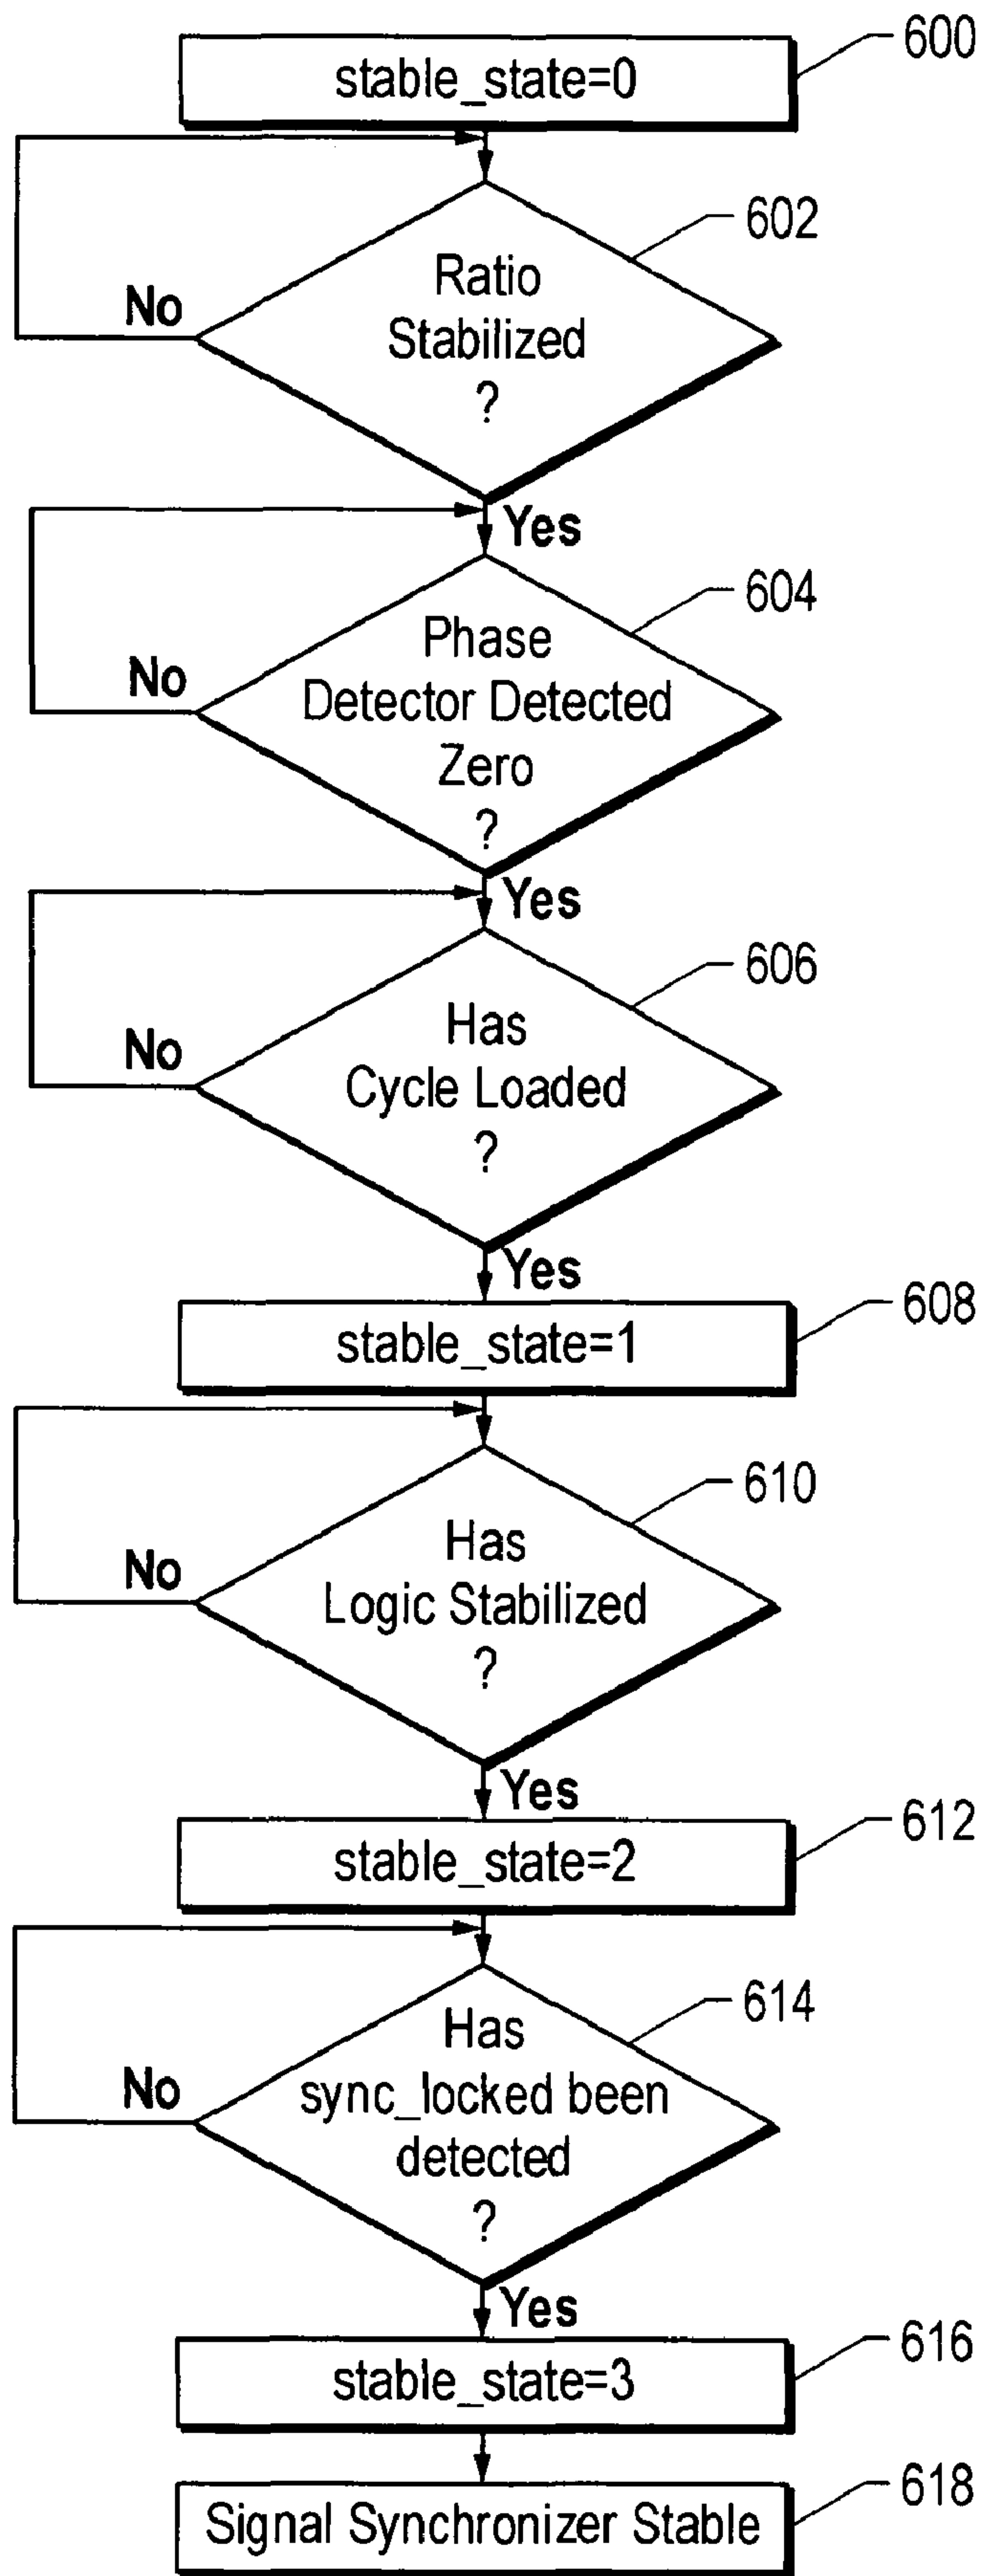 stable_state=0
600
602
Ratio
Stabilized
?
No
Yes
604
Phase
Detector Detected
Zero
?
No
Yes
606
Has
Cycle Loaded
?
No
Yes
608
stable_state=1
610
Has
Logic Stabilized
?
No
Yes
612
stable_state=2
614
Has
sync_locked been
detected
?
No
Yes
616
stable_state=3
618
Signal Synchronizer Stable